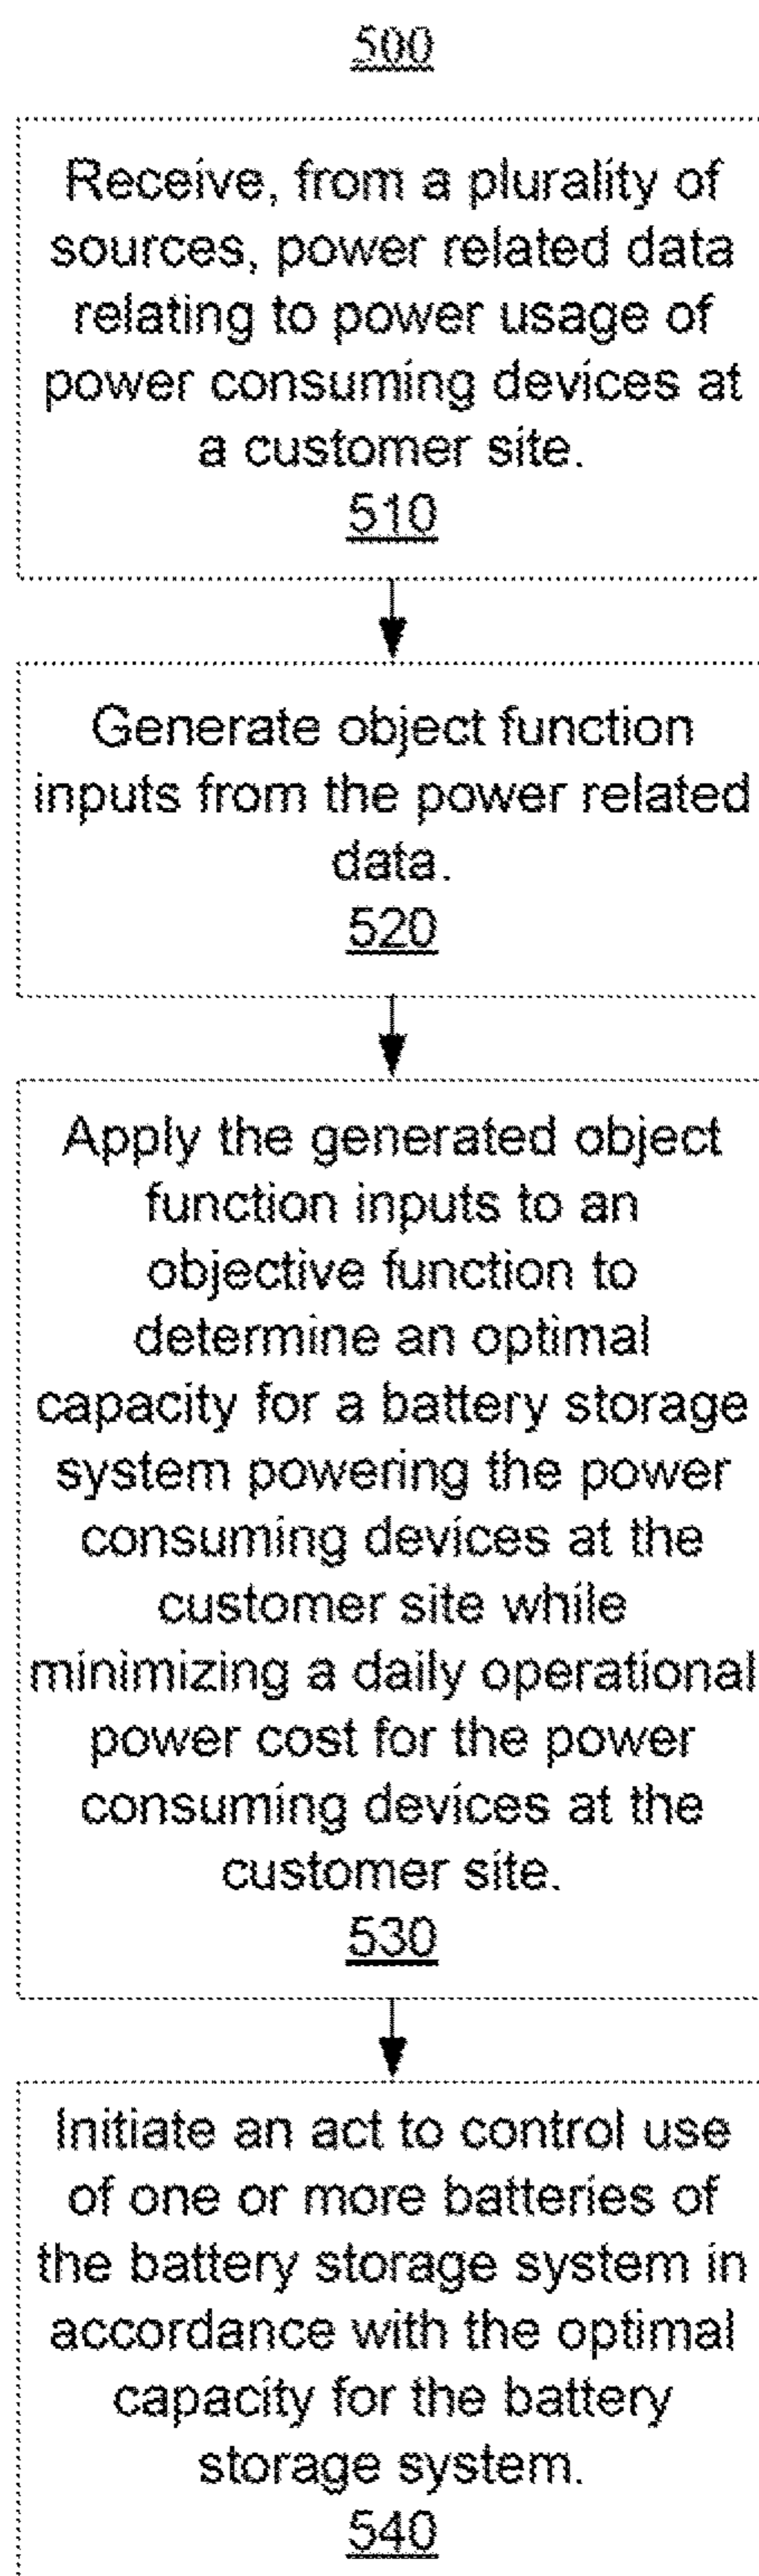 500
Receive, from a plurality of
sources, power related data
relating to power usage of
power consuming devices at
a customer site.
510
Generate object function
inputs from the power related
data.
520
Apply the generated object
function inputs to an
objective function to
determine an optimal
capacity for a battery storage
system powering the power
consuming devices at the
customer site while
minimizing a daily operational
power cost for the power
consuming devices at the
customer site.
530
Initiate an act to control use
of one or more batteries of
the battery storage system in
accordance with the optimal
capacity for the battery
storage system.
540